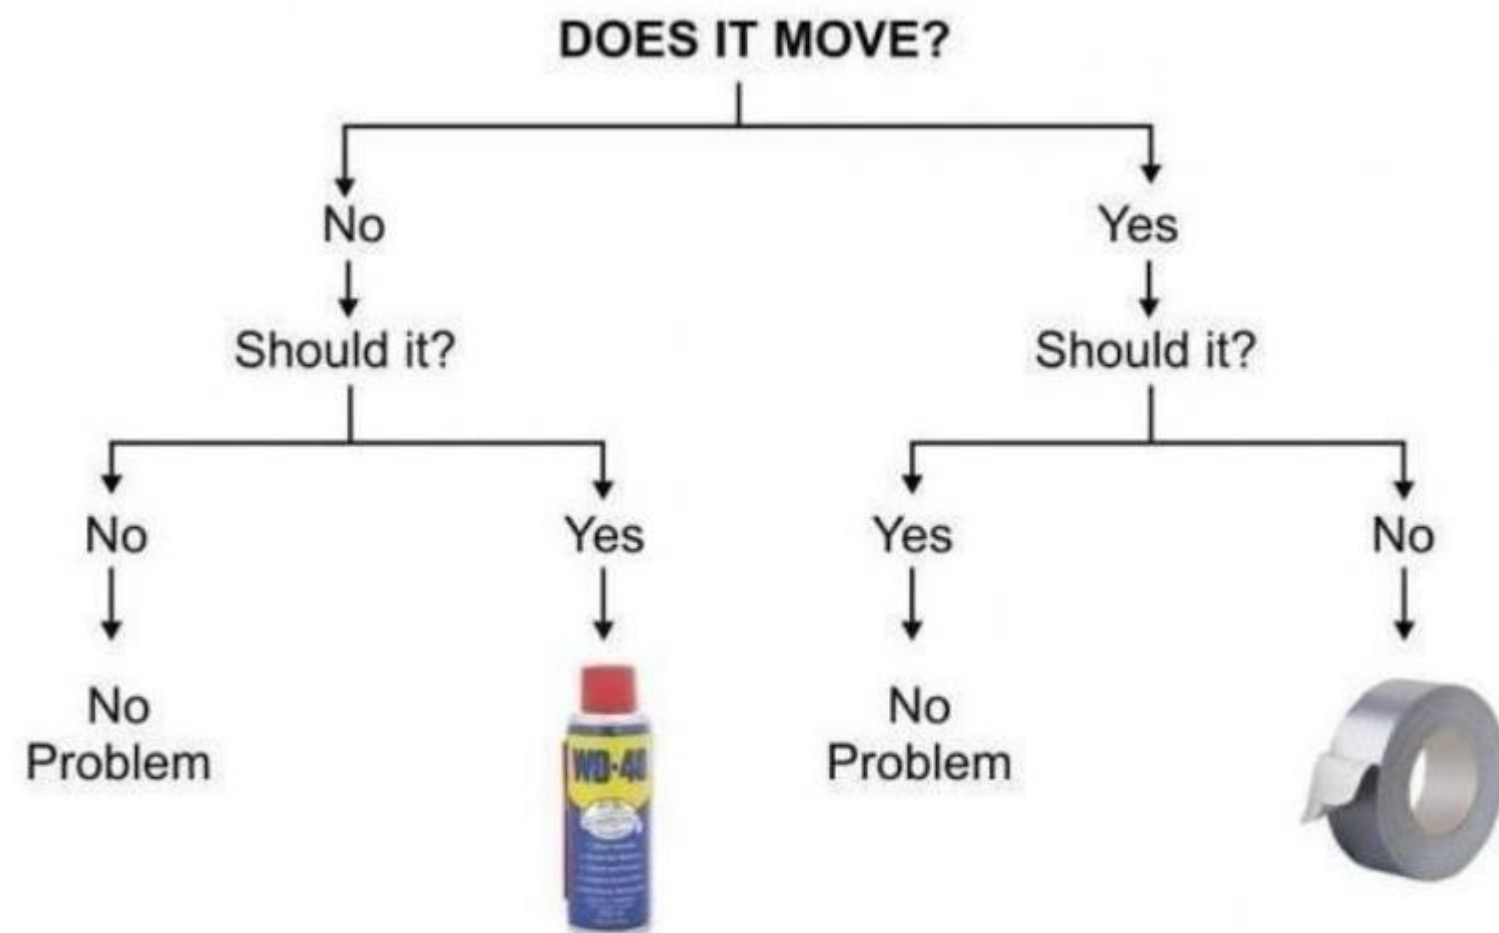 DOES IT MOVE?
No
Yes
Should it?
Should it?
No
Yes
Yes
No
No
Problem
No
Problem
WD-40